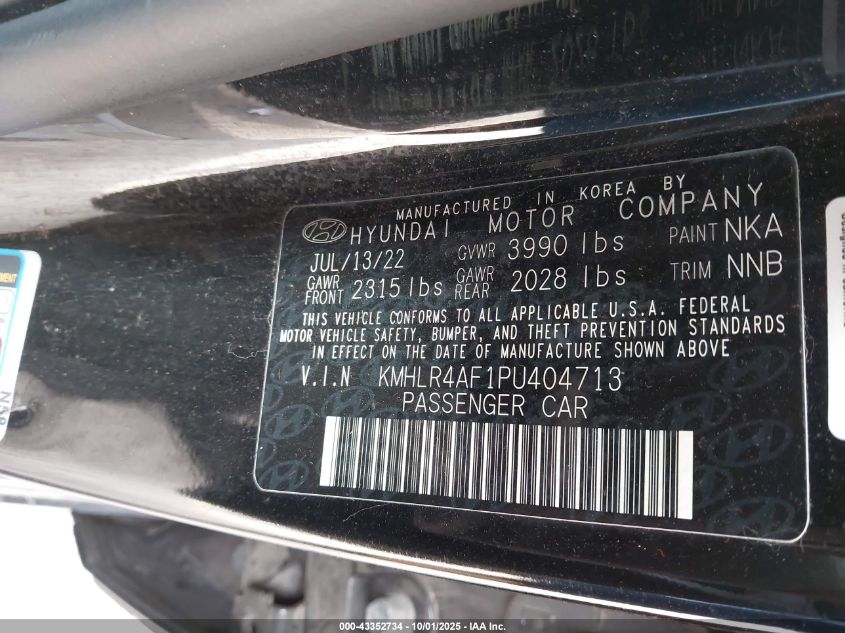 MANUFACTURED IN KOREA BY
HYUNDAI MOTOR COMPANY
JUL/13/22 GVWR 3990 lbs PAINT NKA
GAWR FRONT 2315 lbs GAWR REAR 2028 lbs TRIM NNB
THIS VEHICLE CONFORMS TO ALL APPLICABLE U.S.A. FEDERAL
MOTOR VEHICLE SAFETY, BUMPER, AND THEFT PREVENTION STANDARDS
IN EFFECT ON THE DATE OF MANUFACTURE SHOWN ABOVE
V.I.N KMHLR4AF1PU404713
PASSENGER CAR
000-43352734 - 10/01/2025 - IAA Inc.